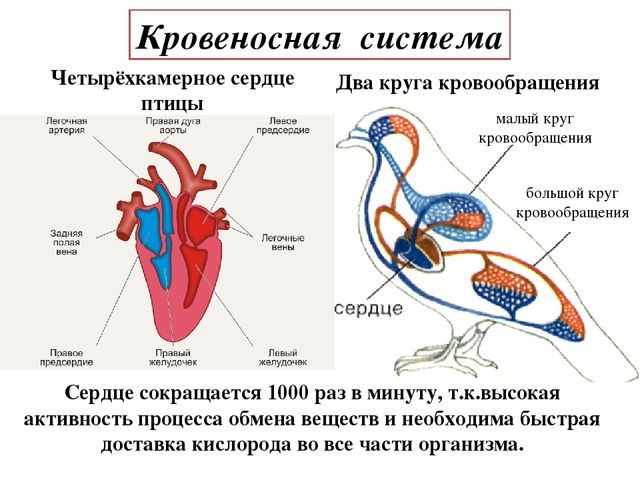 Кровеносная система
Четырёхкамерное сердце
птицы
Легочная
артерия
Правая дуга
аорты
Левое
предсердие
Задняя
полая
вена
Легочные
вены
Правое
предсердие
Правый
желудочек
Левый
желудочек
Два круга кровообращения
малый круг
кровообращения
большой круг
кровообращения
сердце
Сердце сокращается 1000 раз в минуту, т.к.высокая
активность процесса обмена веществ и необходима быстрая
доставка кислорода во все части организма.